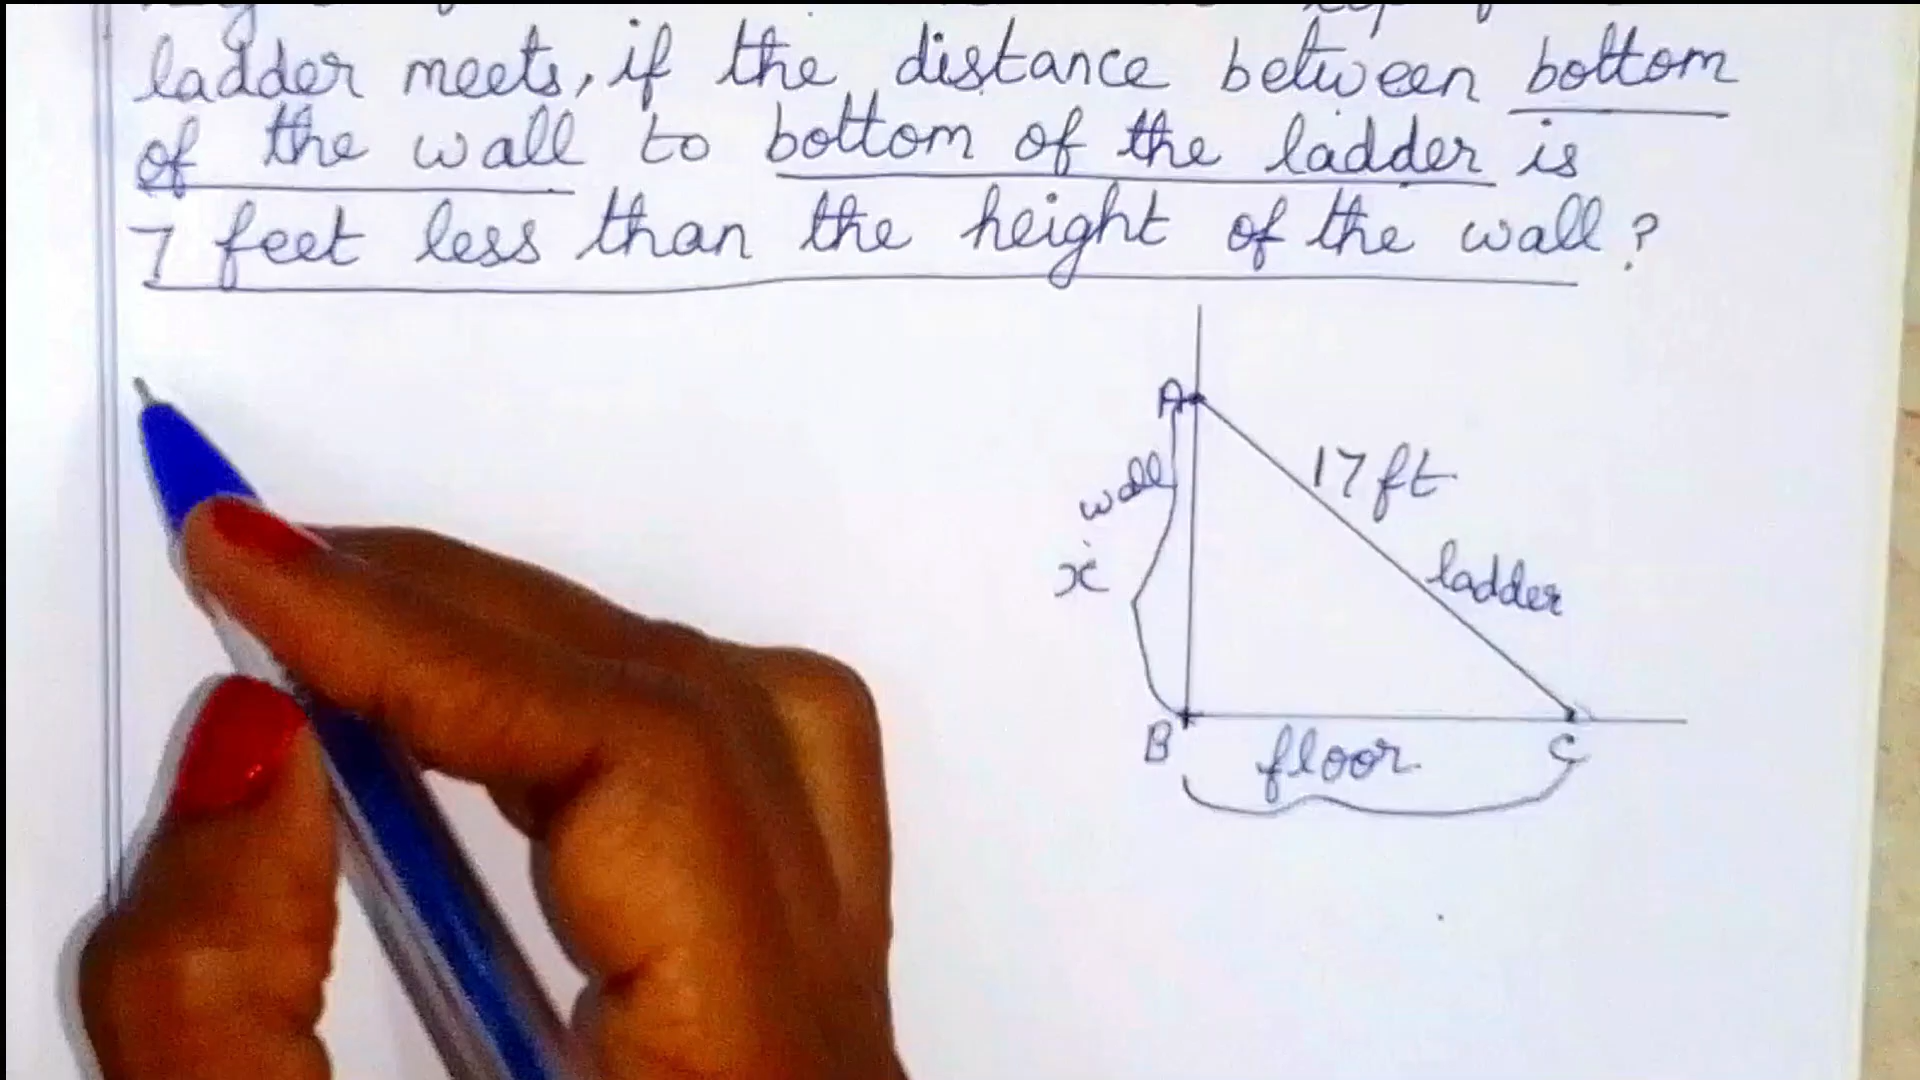 ladder meets, if the distance between bottom
of the wall to bottom of the ladder is
7 feet less than the height of the wall?
A
17 ft
wall
x
ladder
B
floor
C